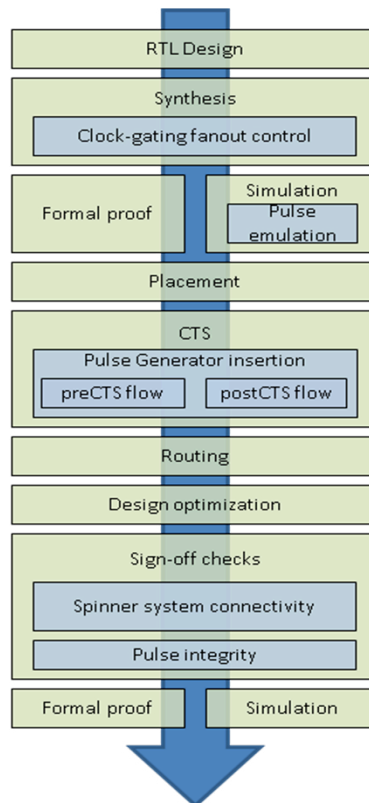 RTL Design
Synthesis
Clock-gating fanout control
Formal proof
Simulation
Pulse
emulation
Placement
CTS
Pulse Generator insertion
preCTS flow
postCTS flow
Routing
Design optimization
Sign-off checks
Spinner system connectivity
Pulse integrity
Formal proof
Simulation